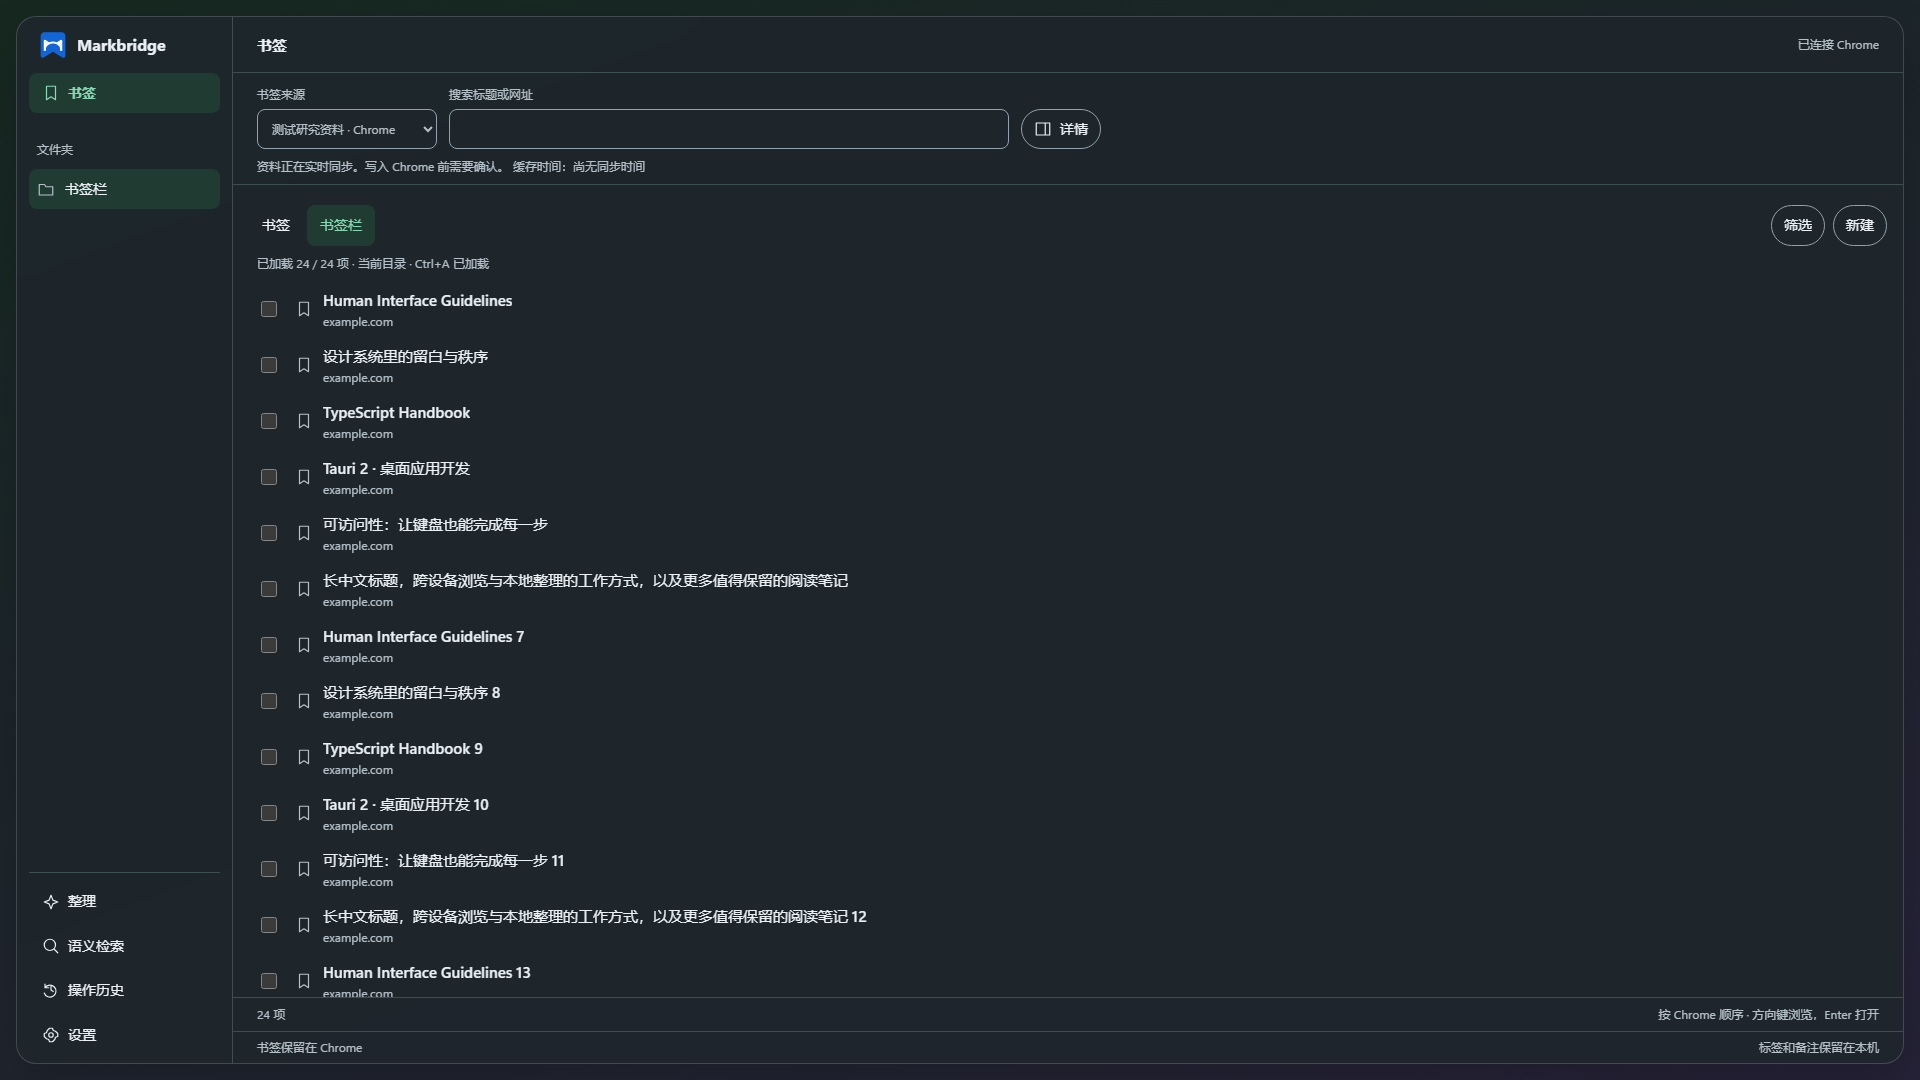 Markbridge
书签
文件夹
书签栏
整理
语义检索
操作历史
设置
书签
已连接 Chrome
书签来源
搜索标题或网址
测试研究资料 · Chrome
详情
资料正在实时同步。写入 Chrome 前需要确认。 缓存时间：尚无同步时间
书签
书签栏
筛选
新建
已加载 24 / 24 项 · 当前目录 · Ctrl+A 已加载
Human Interface Guidelines
example.com
设计系统里的留白与秩序
example.com
TypeScript Handbook
example.com
Tauri 2 · 桌面应用开发
example.com
可访问性：让键盘也能完成每一步
example.com
长中文标题，跨设备浏览与本地整理的工作方式，以及更多值得保留的阅读笔记
example.com
Human Interface Guidelines 7
example.com
设计系统里的留白与秩序 8
example.com
TypeScript Handbook 9
example.com
Tauri 2 · 桌面应用开发 10
example.com
可访问性：让键盘也能完成每一步 11
example.com
长中文标题，跨设备浏览与本地整理的工作方式，以及更多值得保留的阅读笔记 12
example.com
Human Interface Guidelines 13
example.com
24 项
按 Chrome 顺序 · 方向键浏览，Enter 打开
书签保留在 Chrome
标签和备注保留在本机